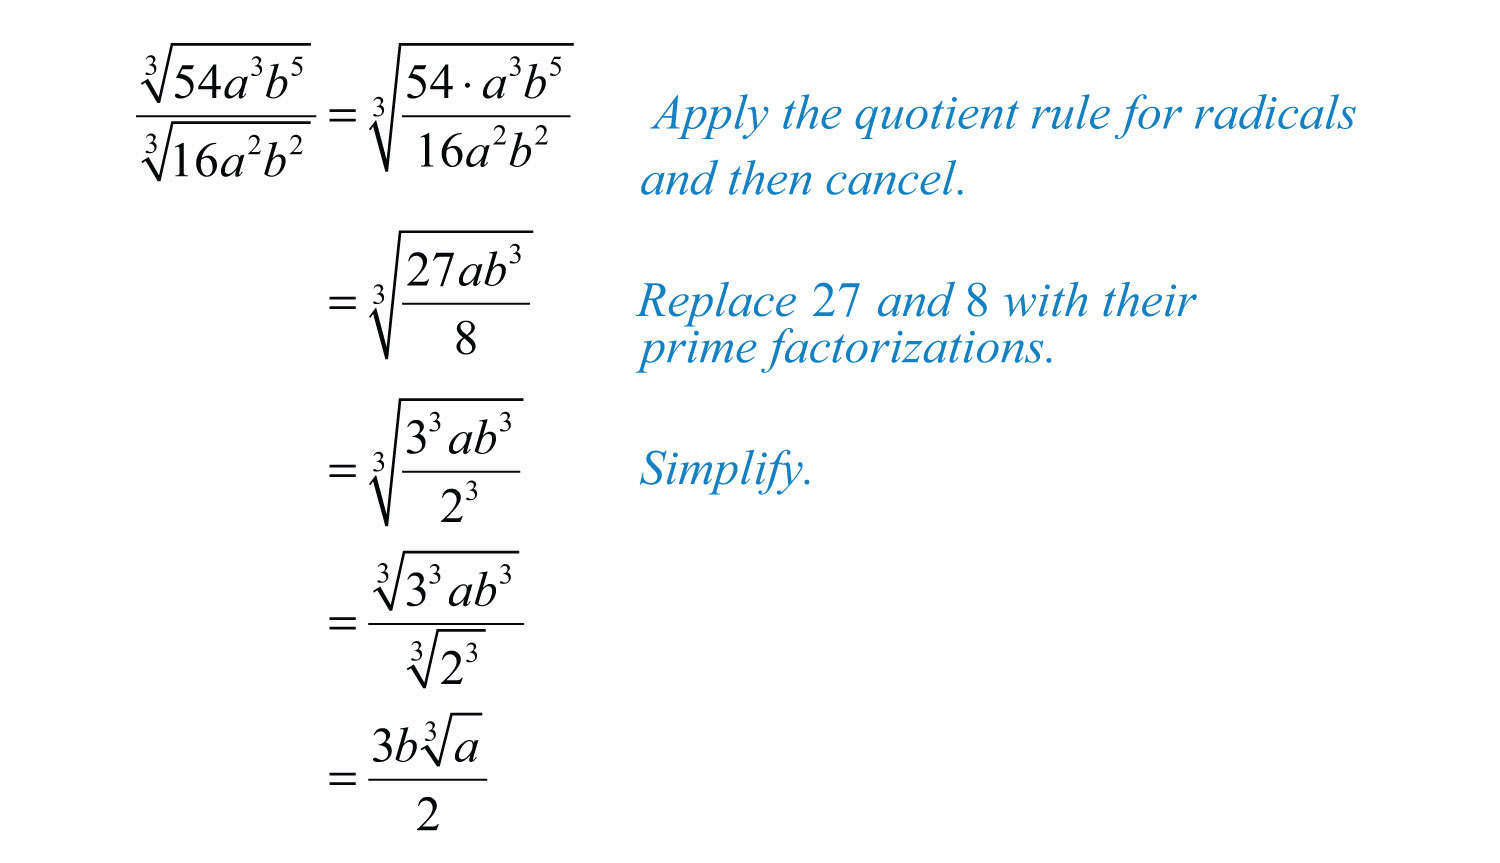 \frac{\sqrt[3]{54a^3b^5}}{\sqrt[3]{16a^2b^2}} = \sqrt[3]{\frac{54 \cdot a^3b^5}{16a^2b^2}} Apply the quotient rule for radicals
and then cancel.
= \sqrt[3]{\frac{27ab^3}{8}} Replace 27 and 8 with their
prime factorizations.
= \sqrt[3]{\frac{3^3ab^3}{2^3}} Simplify.
= \frac{\sqrt[3]{3^3ab^3}}{\sqrt[3]{2^3}}
= \frac{3b\sqrt[3]{a}}{2}